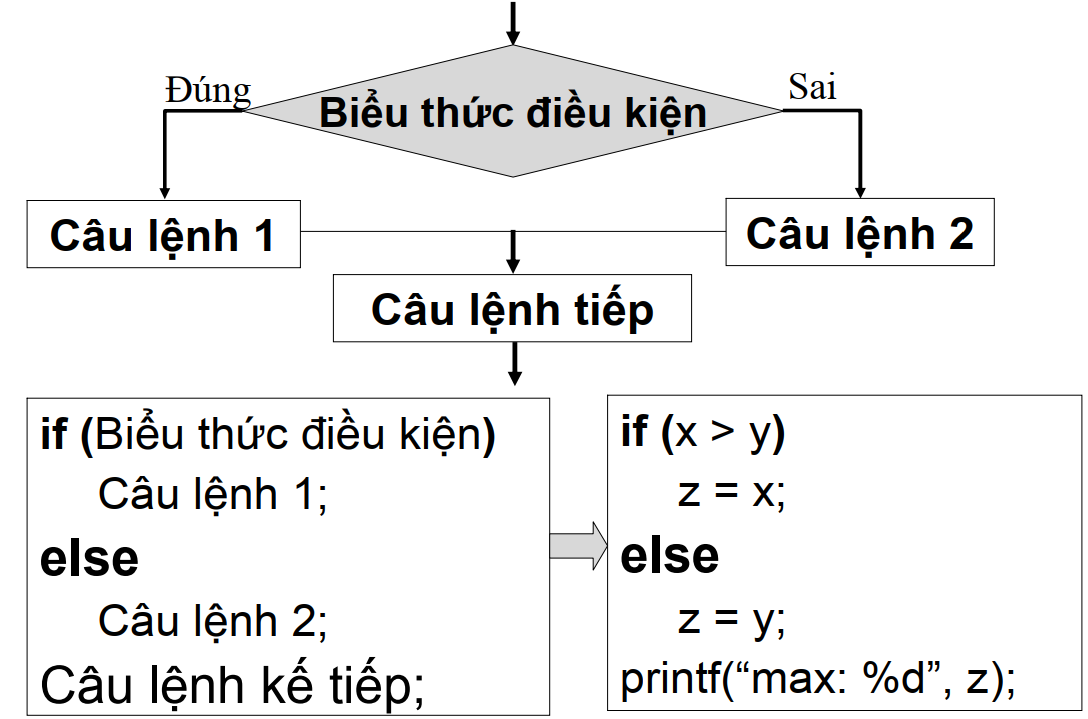 Đúng
Sai
Biểu thức điều kiện
Câu lệnh 1
Câu lệnh 2
Câu lệnh tiếp
if (Biểu thức điều kiện)
Câu lệnh 1;
else
Câu lệnh 2;
Câu lệnh kế tiếp;
if (x > y)
z = x;
else
z = y;
printf(“max: %d”, z);